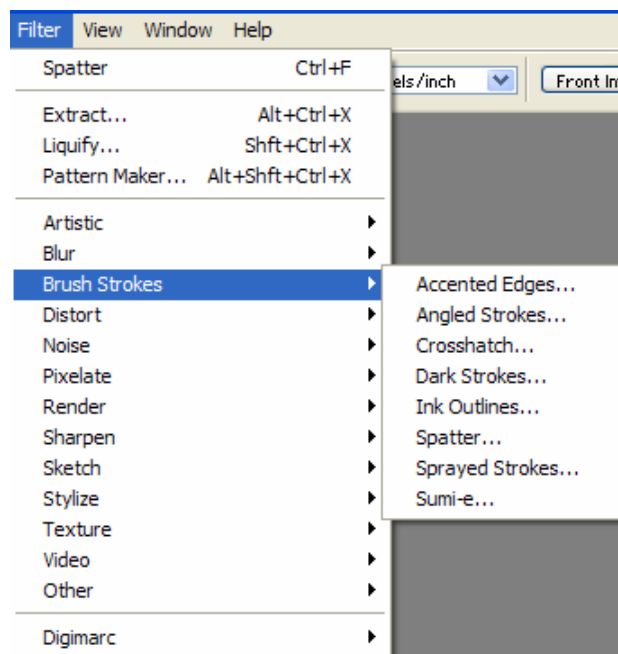 Filter View Window Help
Spatter Ctrl+F
els/inch Front In
Extract... Alt+Ctrl+X
Liquify... Shft+Ctrl+X
Pattern Maker... Alt+Shft+Ctrl+X
Artistic
Blur
Brush Strokes
Distort
Noise
Pixelate
Render
Sharpen
Sketch
Stylize
Texture
Video
Other
Digimarc
Accented Edges...
Angled Strokes...
Crosshatch...
Dark Strokes...
Ink Outlines...
Spatter...
Sprayed Strokes...
Sumi-e...